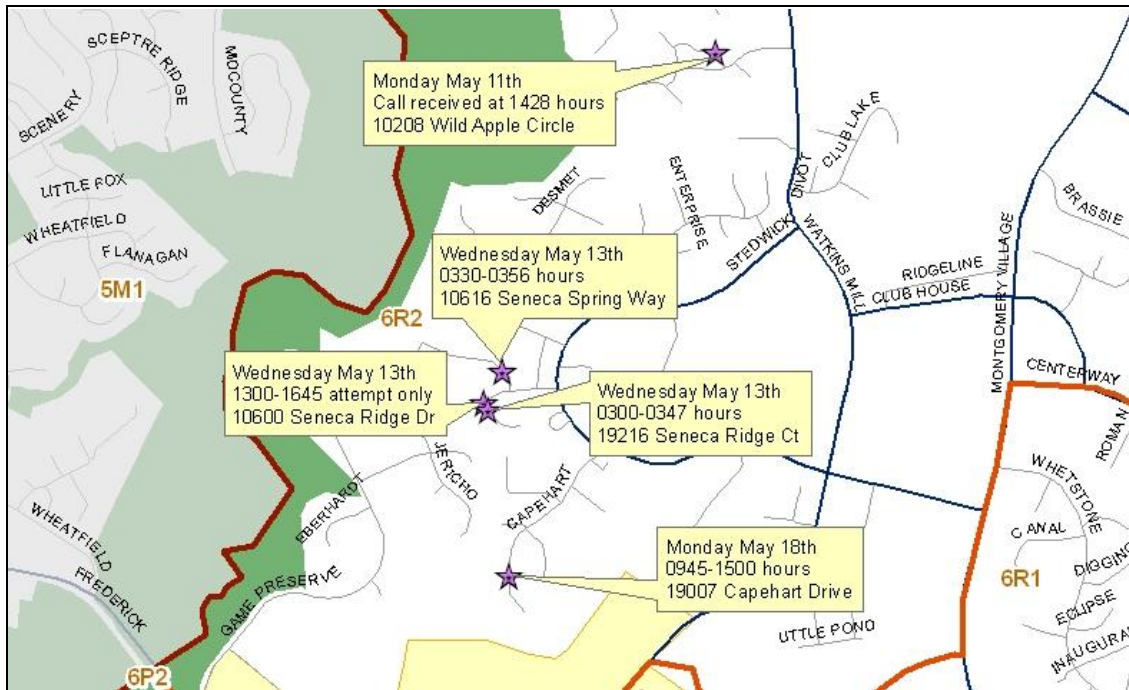 SCEPTRE RIDGE
MIDCOUNTY
SCENERY
Monday May 11th
Call received at 1428 hours
10208 Wild Apple Circle
CLUB LAKE
DIVOT
LITTLE FOX
WHEATFIELD
FLANAGAN
DESMET
ENTERPRISE
BRASSIE
5M1
Wednesday May 13th
0330-0356 hours
10616 Seneca Spring Way
STEDWICK
WATKINS MILL
RIDGELINE
CLUB HOUSE
MONTGOMERY VILLAGE
6R2
Wednesday May 13th
1300-1645 attempt only
10600 Seneca Ridge Dr
Wednesday May 13th
0300-0347 hours
19216 Seneca Ridge Ct
CENTERWAY
ROMAN
JERICHO
CAPEHART
EBERHARDT
WHETSTONE
CANAL
DIGGING
WHEATFIELD
FREDERICK
GAME PRESERVE
Monday May 18th
0945-1500 hours
19007 Capehart Drive
6R1
ECLIPSE
LITTLE POND
INAUGURA
6P2